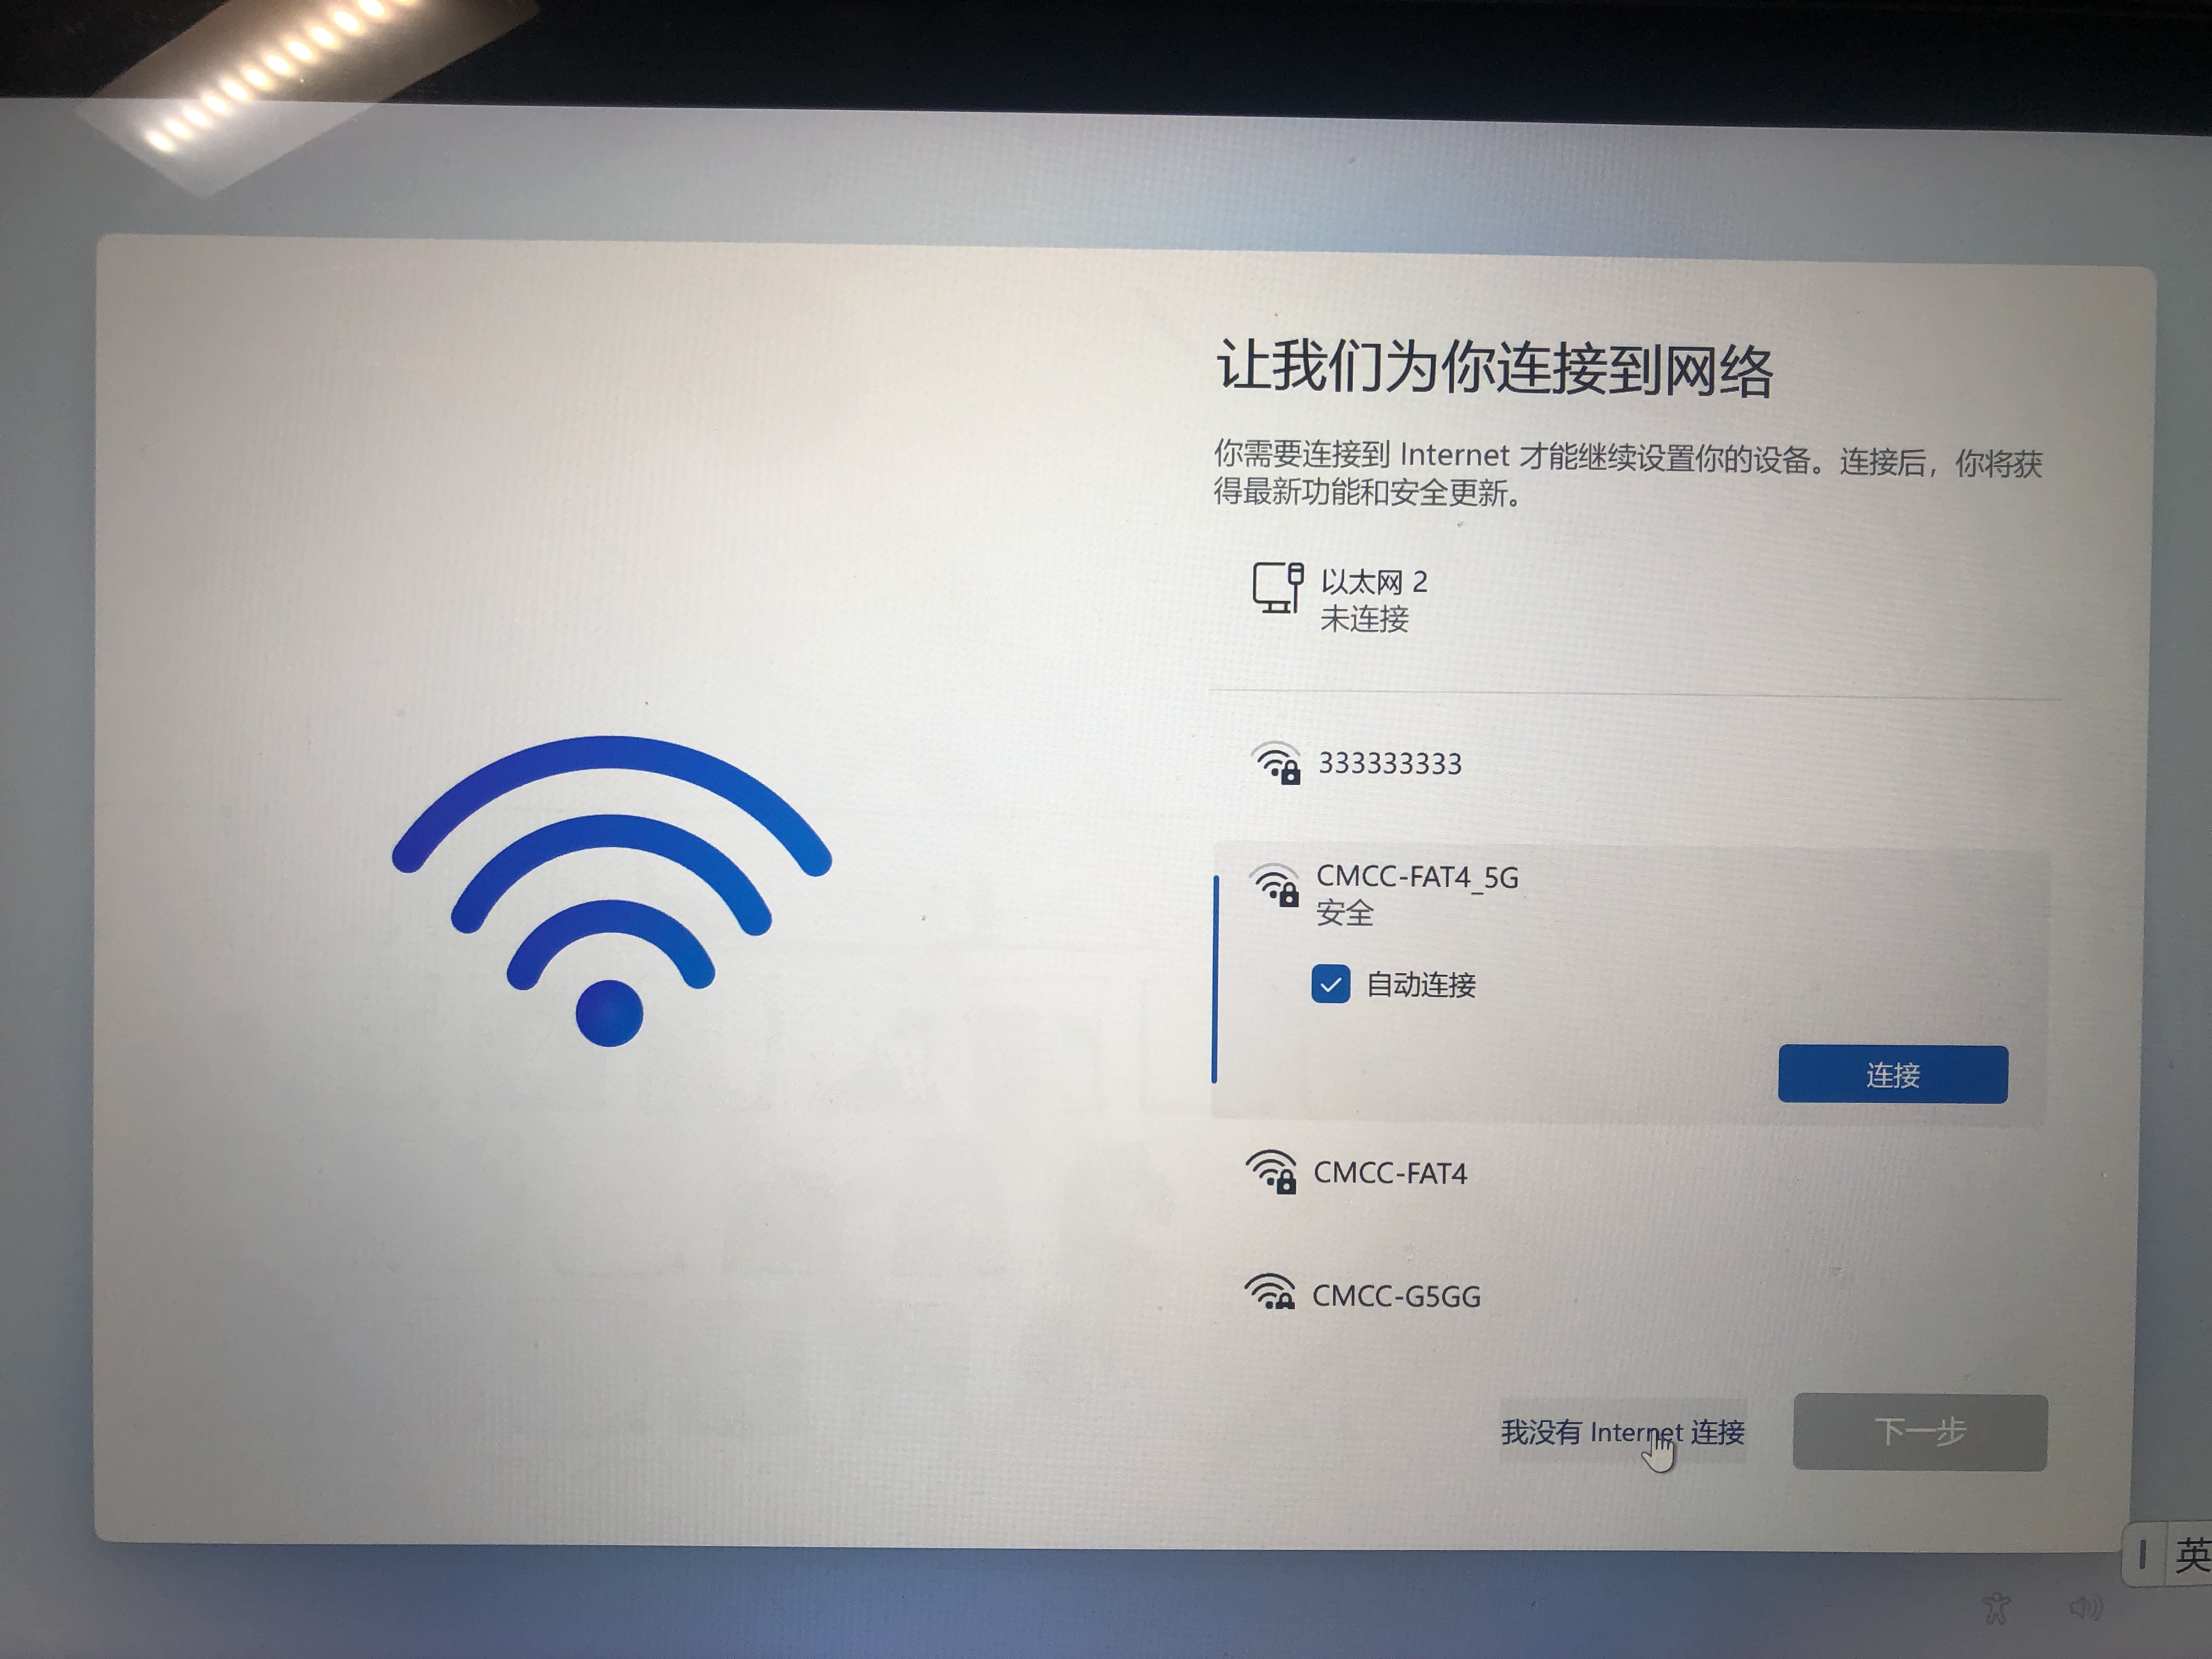 让我们为你连接到网络
你需要连接到 Internet 才能继续设置你的设备。连接后，你将获
得最新功能和安全更新。
以太网 2
未连接
333333333
CMCC-FAT4_5G
安全
自动连接
连接
CMCC-FAT4
CMCC-G5GG
我没有 Internet 连接
下一步
英